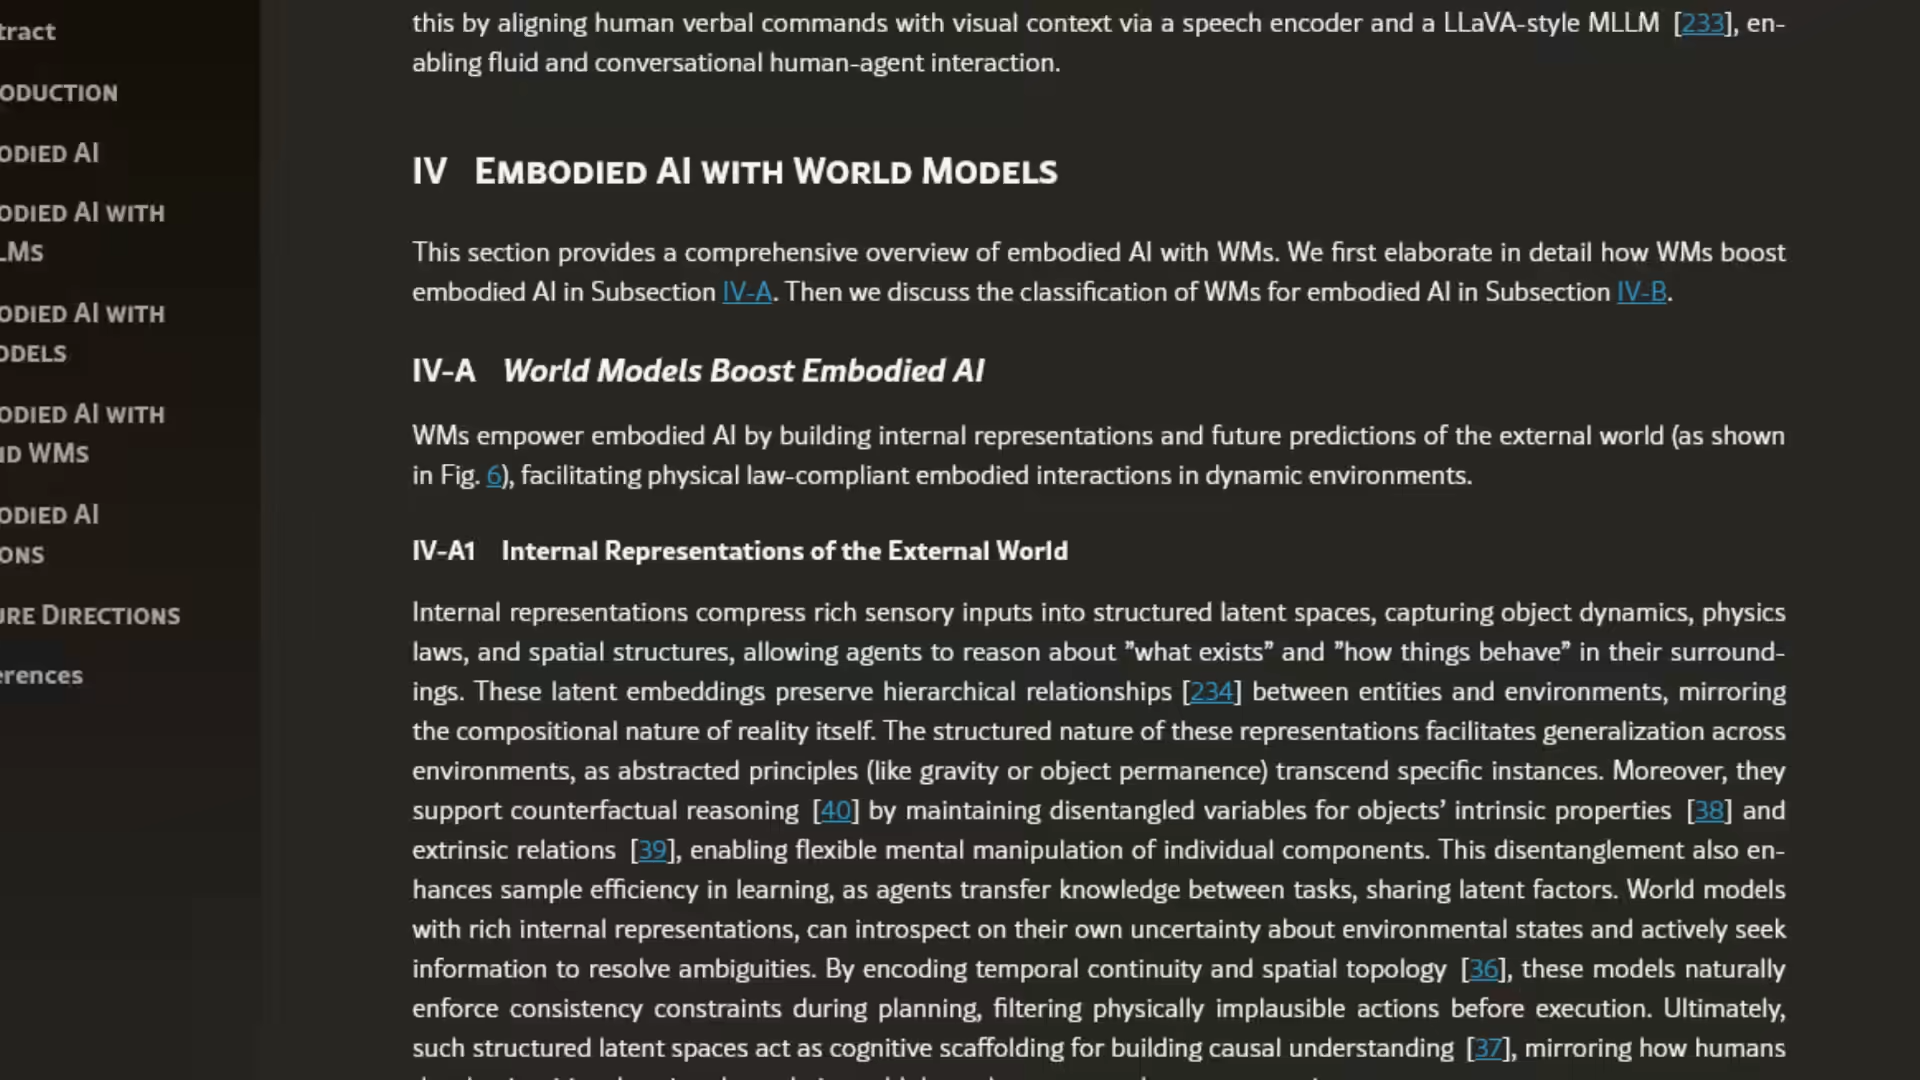 tract
ODUCTION
ODIED AI
ODIED AI WITH
LMS
ODIED AI WITH
ODELS
ODIED AI WITH
ND WMS
ODIED AI
ONS
URE DIRECTIONS
erences
this by aligning human verbal commands with visual context via a speech encoder and a LLaVA-style MLLM [233], en-
abling fluid and conversational human-agent interaction.
IV EMBODIED AI WITH WORLD MODELS
This section provides a comprehensive overview of embodied AI with WMs. We first elaborate in detail how WMs boost
embodied AI in Subsection IV-A. Then we discuss the classification of WMs for embodied AI in Subsection IV-B.
IV-A World Models Boost Embodied AI
WMs empower embodied AI by building internal representations and future predictions of the external world (as shown
in Fig. 6), facilitating physical law-compliant embodied interactions in dynamic environments.
IV-A1 Internal Representations of the External World
Internal representations compress rich sensory inputs into structured latent spaces, capturing object dynamics, physics
laws, and spatial structures, allowing agents to reason about ”what exists” and ”how things behave” in their surround-
ings. These latent embeddings preserve hierarchical relationships [234] between entities and environments, mirroring
the compositional nature of reality itself. The structured nature of these representations facilitates generalization across
environments, as abstracted principles (like gravity or object permanence) transcend specific instances. Moreover, they
support counterfactual reasoning [40] by maintaining disentangled variables for objects’ intrinsic properties [38] and
extrinsic relations [39], enabling flexible mental manipulation of individual components. This disentanglement also en-
hances sample efficiency in learning, as agents transfer knowledge between tasks, sharing latent factors. World models
with rich internal representations, can introspect on their own uncertainty about environmental states and actively seek
information to resolve ambiguities. By encoding temporal continuity and spatial topology [36], these models naturally
enforce consistency constraints during planning, filtering physically implausible actions before execution. Ultimately,
such structured latent spaces act as cognitive scaffolding for building causal understanding [37], mirroring how humans